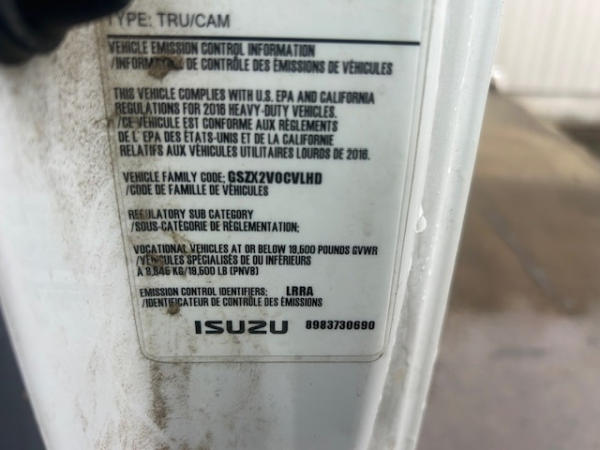 TYPE: TRU/CAM
VEHICLE EMISSION CONTROL INFORMATION
/INFORMATION DE CONTRÔLE DES ÉMISSIONS DE VÉHICULES
THIS VEHICLE COMPLIES WITH U.S. EPA AND CALIFORNIA
REGULATIONS FOR 2016 HEAVY-DUTY VEHICLES.
/CE VÉHICULE EST CONFORME AUX RÈGLEMENTS
DE L' EPA DES ÉTATS-UNIS ET DE LA CALIFORNIE
RELATIFS AUX VÉHICULES UTILITAIRES LOURDS DE 2016.
VEHICLE FAMILY CODE: GSZX2VOCVLHD
/CODE DE FAMILLE DE VÉHICULES
REGULATORY SUB CATEGORY
/SOUS-CATÉGORIE DE RÉGLEMENTATION;
VOCATIONAL VEHICLES AT OR BELOW 19,500 POUNDS GVWR
/VÉHICULES SPÉCIALISÉS DE OU INFÉRIEURS
À 8,845 KG/19,500 LB (PNVB)
EMISSION CONTROL IDENTIFIERS: LRRA
/IDENTIFICATEUR DE CONTRÔLE DES ÉMISSIONS
ISUZU 8983730690